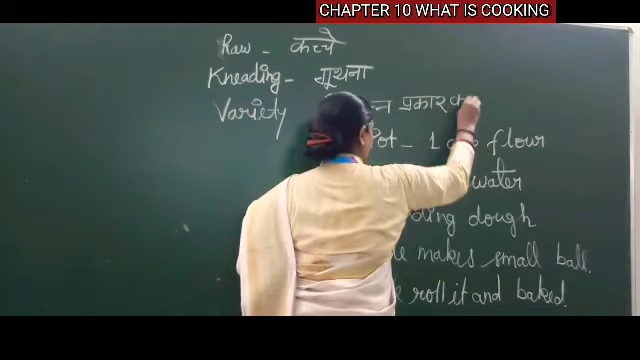 CHAPTER 10 WHAT IS COOKING
Raw - कच्चे
Kneading - गूथना
Variety प्रकार
1 flour
water
dough
makes small ball.
roll it and baked.